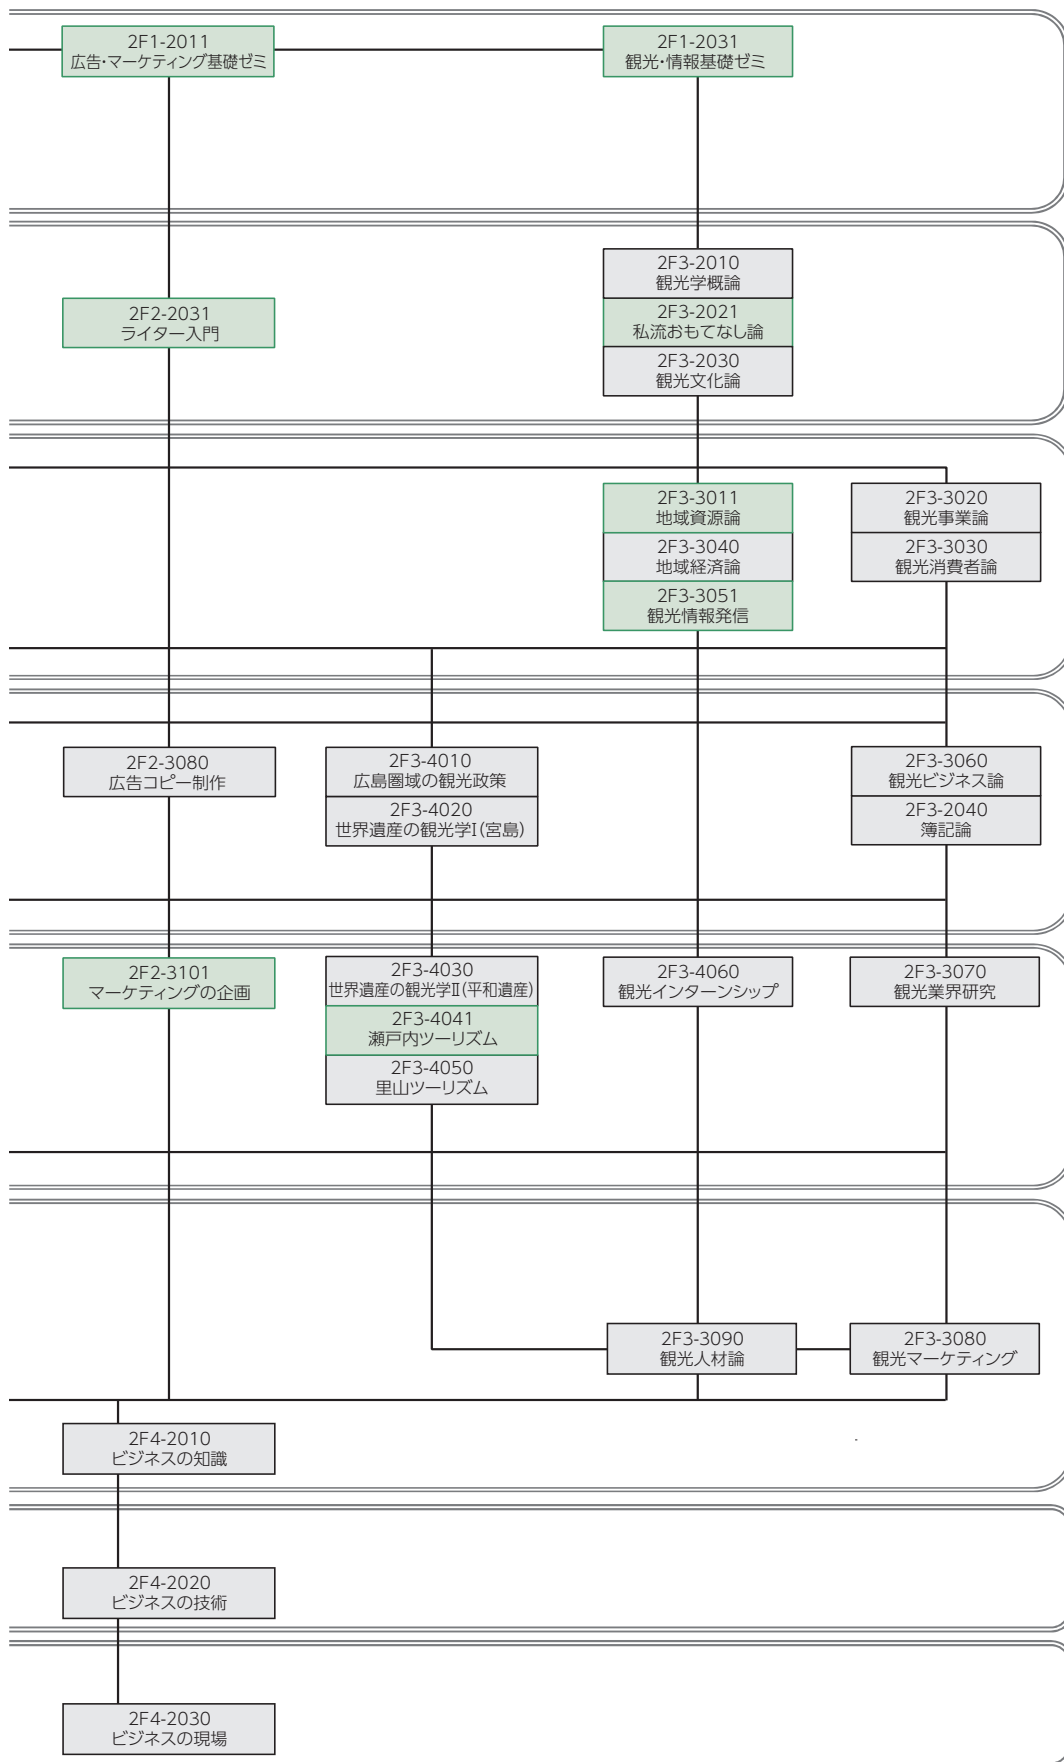 2F1-2011
広告・マーケティング基礎ゼミ
2F1-2031
観光・情報基礎ゼミ
2F2-2031
ライター入門
2F3-2010
観光学概論
2F3-2021
私流おもてなし論
2F3-2030
観光文化論
2F3-3011
地域資源論
2F3-3040
地域経済論
2F3-3051
観光情報発信
2F3-3020
観光事業論
2F3-3030
観光消費者論
2F2-3080
広告コピー制作
2F3-4010
広島圏域の観光政策
2F3-4020
世界遺産の観光学Ⅰ(宮島)
2F3-3060
観光ビジネス論
2F3-2040
簿記論
2F2-3101
マーケティングの企画
2F3-4030
世界遺産の観光学Ⅱ(平和遺産)
2F3-4041
瀬戸内ツーリズム
2F3-4050
里山ツーリズム
2F3-4060
観光インターンシップ
2F3-3070
観光業界研究
2F3-3090
観光人材論
2F3-3080
観光マーケティング
2F4-2010
ビジネスの知識
2F4-2020
ビジネスの技術
2F4-2030
ビジネスの現場